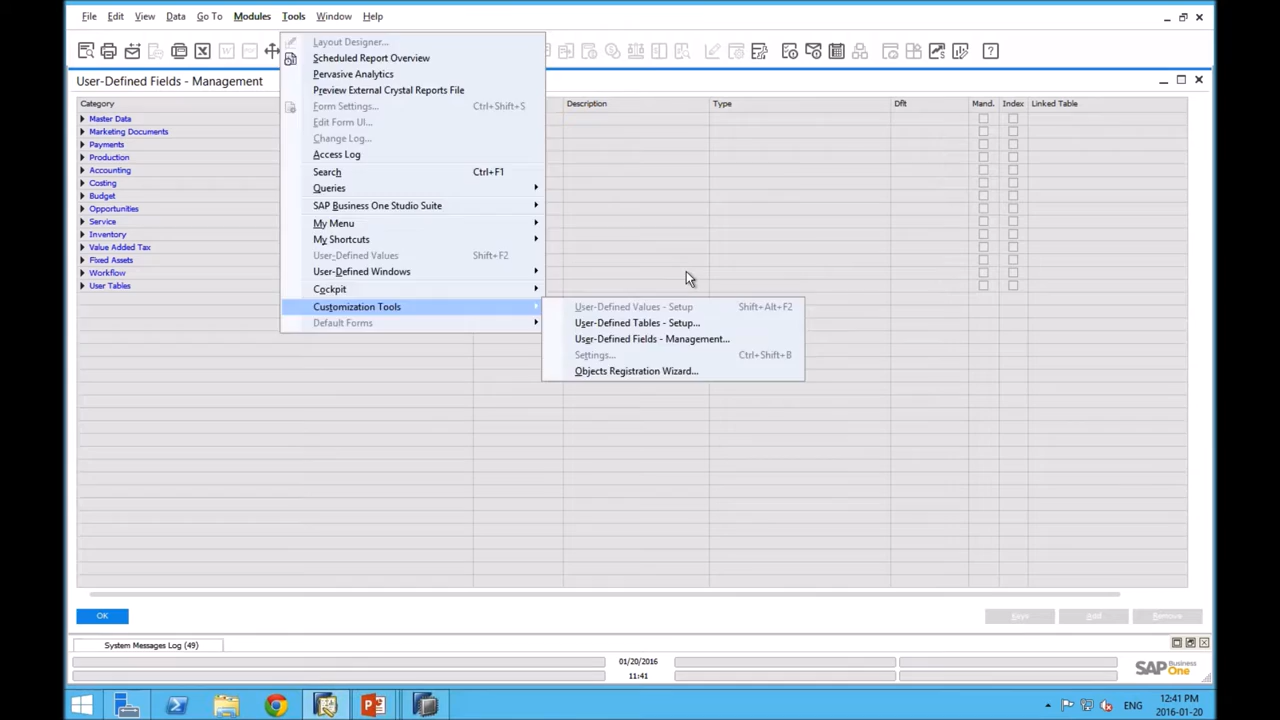 File Edit View Data Go To Modules Tools Window Help
User-Defined Fields - Management
Layout Designer...
Scheduled Report Overview
Pervasive Analytics
Preview External Crystal Reports File
Form Settings... Ctrl+Shift+S
Edit Form UI...
Change Log...
Access Log
Search Ctrl+F1
Queries
SAP Business One Studio Suite
My Menu
My Shortcuts
User-Defined Values Shift+F2
User-Defined Windows
Cockpit
Customization Tools
Default Forms
User-Defined Values - Setup Shift+Alt+F2
User-Defined Tables - Setup...
User-Defined Fields - Management...
Settings... Ctrl+Shift+B
Objects Registration Wizard...
Category Description Type Dflt Mand. Index Linked Table
Master Data
Marketing Documents
Payments
Production
Accounting
Costing
Budget
Opportunities
Service
Inventory
Value Added Tax
Fixed Assets
Workflow
User Tables
OK Keys Add Remove
System Messages Log (49)
01/20/2016
11:41
SAP Business One
12:41 PM
ENG
2016-01-20